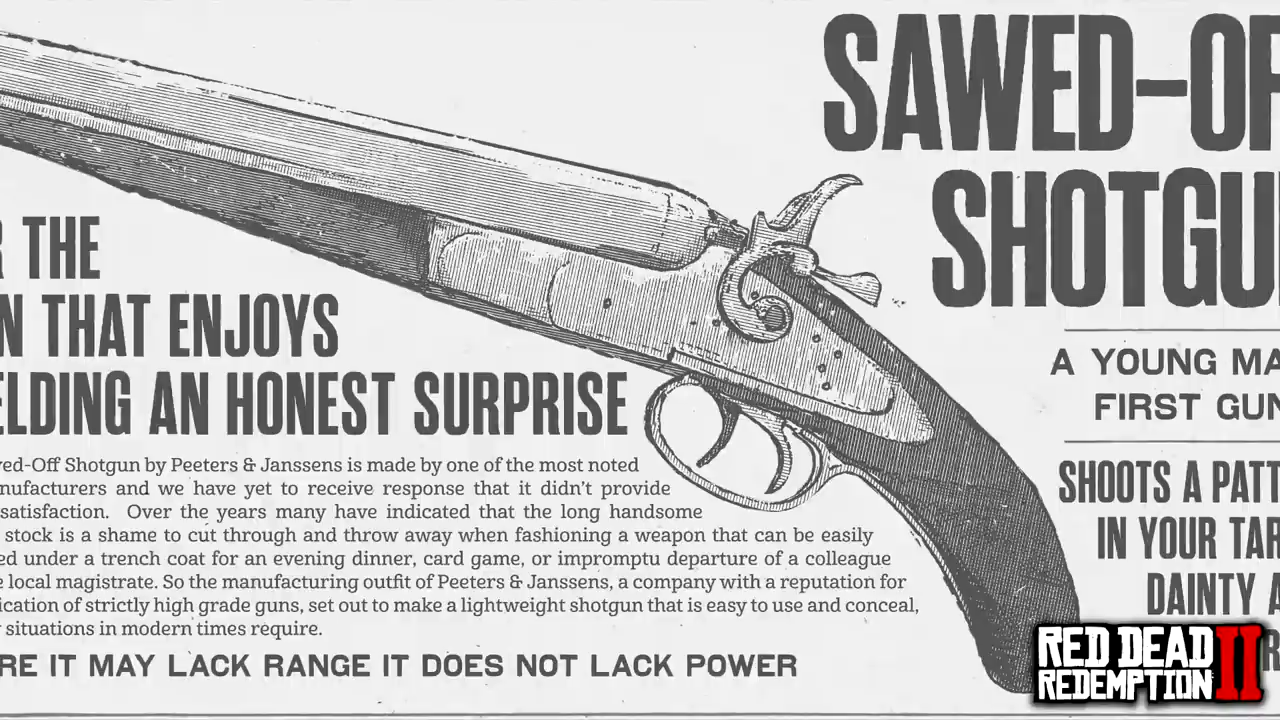 SAWED-OF
SHOTGU
A YOUNG MA
FIRST GUN
SHOOTS A PATT
IN YOUR TAR
DAINTY A
R THE
N THAT ENJOYS
ELDING AN HONEST SURPRISE
ved-Off Shotgun by Peeters & Janssens is made by one of the most noted
nufacturers and we have yet to receive response that it didn't provide
satisfaction. Over the years many have indicated that the long handsome
stock is a shame to cut through and throw away when fashioning a weapon that can be easily
ed under a trench coat for an evening dinner, card game, or impromptu departure of a colleague
e local magistrate. So the manufacturing outfit of Peeters & Janssens, a company with a reputation for
ication of strictly high grade guns, set out to make a lightweight shotgun that is easy to use and conceal,
y situations in modern times require.
RE IT MAY LACK RANGE IT DOES NOT LACK POWER
RED DEAD
REDEMPTION II